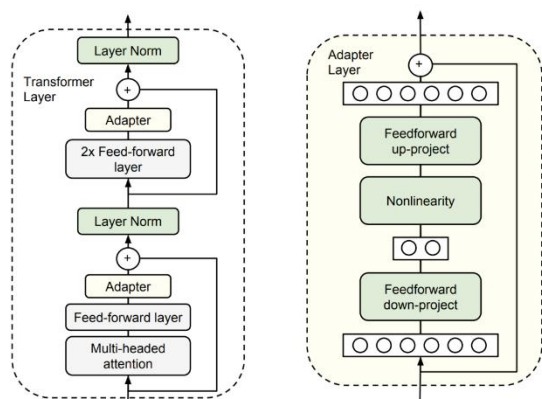 Layer Norm
Transformer
Layer
+
Adapter
2x Feed-forward
layer
Layer Norm
+
Adapter
Feed-forward layer
Multi-headed
attention
Adapter
Layer
+
Feedforward
up-project
Nonlinearity
Feedforward
down-project